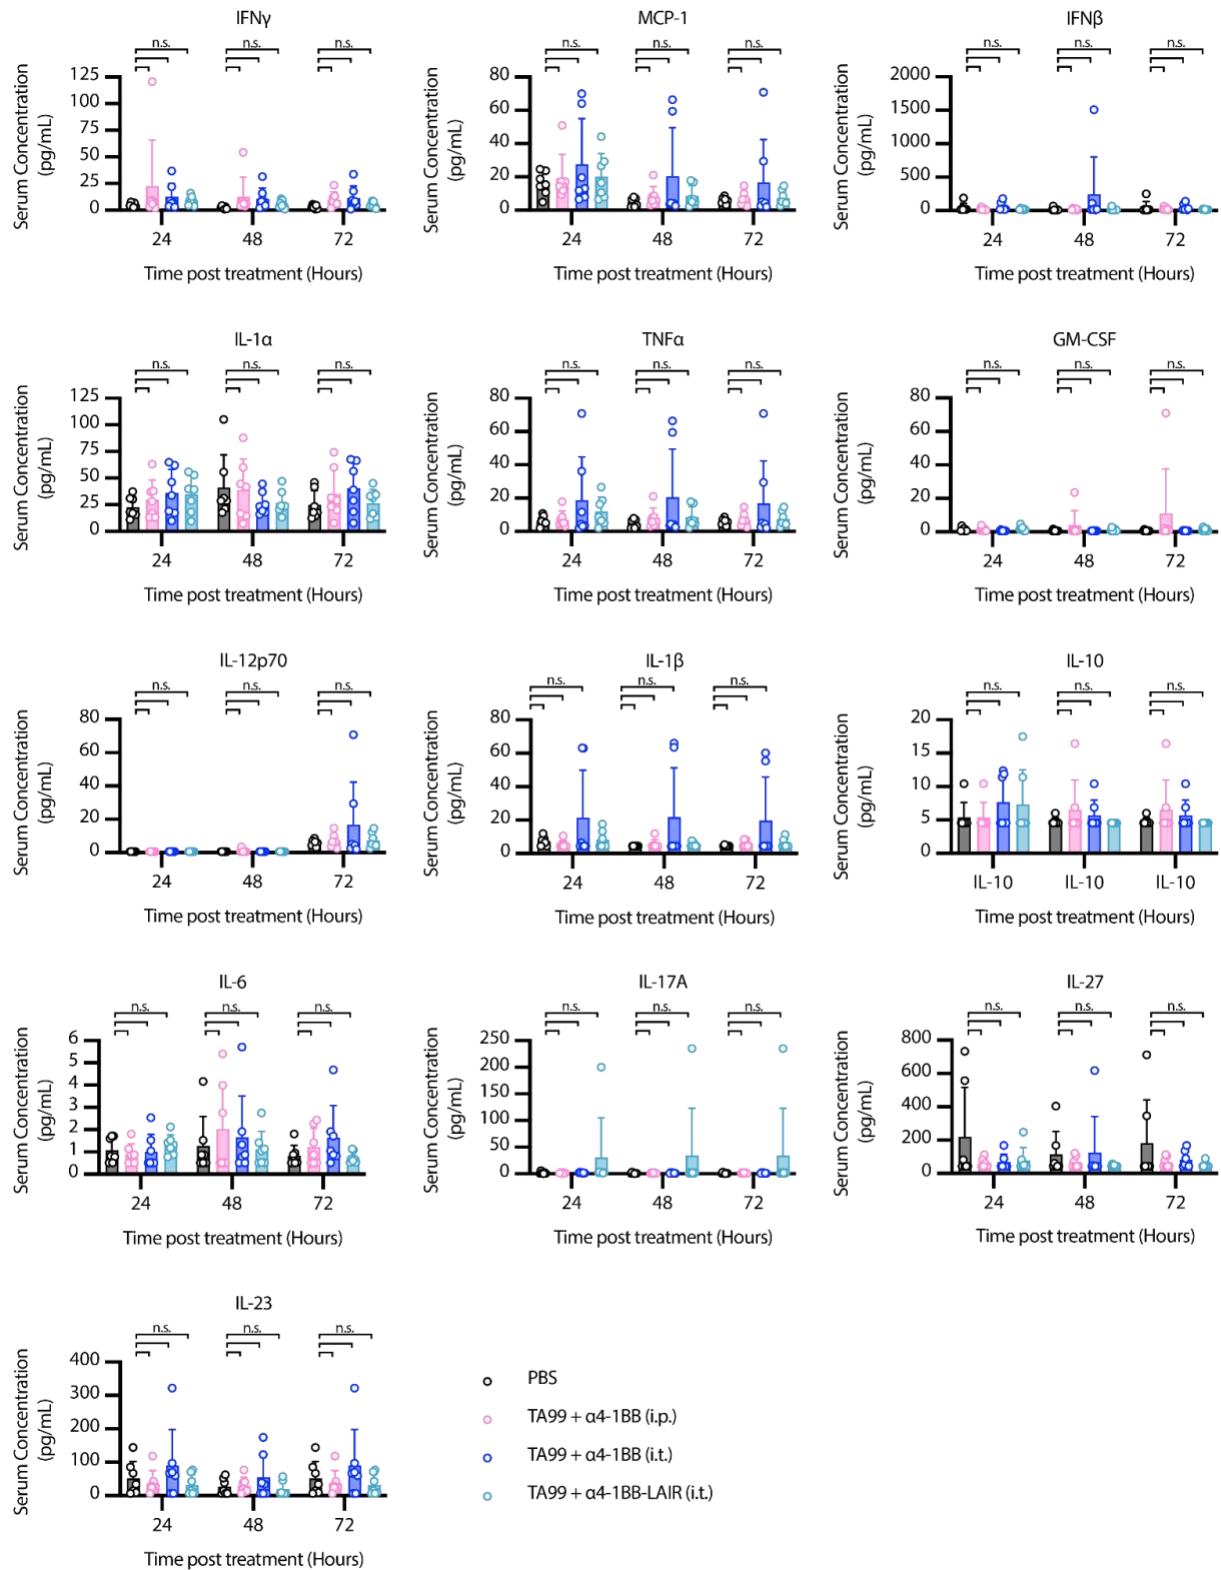 IFNγ
MCP-1
IFNβ
n.s. n.s. n.s.
n.s. n.s. n.s.
n.s. n.s. n.s.
Serum Concentration
(pg/mL)
125
100
75
50
25
0
24 48 72
Time post treatment (Hours)
Serum Concentration
(pg/mL)
80
60
40
20
0
24 48 72
Time post treatment (Hours)
Serum Concentration
(pg/mL)
2000
1500
1000
500
0
24 48 72
Time post treatment (Hours)
IL-1α
TNFα
GM-CSF
n.s. n.s. n.s.
n.s. n.s. n.s.
n.s. n.s. n.s.
Serum Concentration
(pg/mL)
125
100
75
50
25
0
24 48 72
Time post treatment (Hours)
Serum Concentration
(pg/mL)
80
60
40
20
0
24 48 72
Time post treatment (Hours)
Serum Concentration
(pg/mL)
80
60
40
20
0
24 48 72
Time post treatment (Hours)
IL-12p70
IL-1β
IL-10
n.s. n.s. n.s.
n.s. n.s. n.s.
n.s. n.s. n.s.
Serum Concentration
(pg/mL)
80
60
40
20
0
24 48 72
Time post treatment (Hours)
Serum Concentration
(pg/mL)
80
60
40
20
0
24 48 72
Time post treatment (Hours)
Serum Concentration
(pg/mL)
20
15
10
5
0
IL-10 IL-10 IL-10
Time post treatment (Hours)
IL-6
IL-17A
IL-27
n.s. n.s. n.s.
n.s. n.s. n.s.
n.s. n.s. n.s.
Serum Concentration
(pg/mL)
6
5
4
3
2
1
0
24 48 72
Time post treatment (Hours)
Serum Concentration
(pg/mL)
250
200
150
100
50
0
24 48 72
Time post treatment (Hours)
Serum Concentration
(pg/mL)
800
600
400
200
0
24 48 72
Time post treatment (Hours)
IL-23
n.s. n.s. n.s.
Serum Concentration
(pg/mL)
400
300
200
100
0
24 48 72
Time post treatment (Hours)
PBS
TA99 + α4-1BB (i.p.)
TA99 + α4-1BB (i.t.)
TA99 + α4-1BB-LAIR (i.t.)